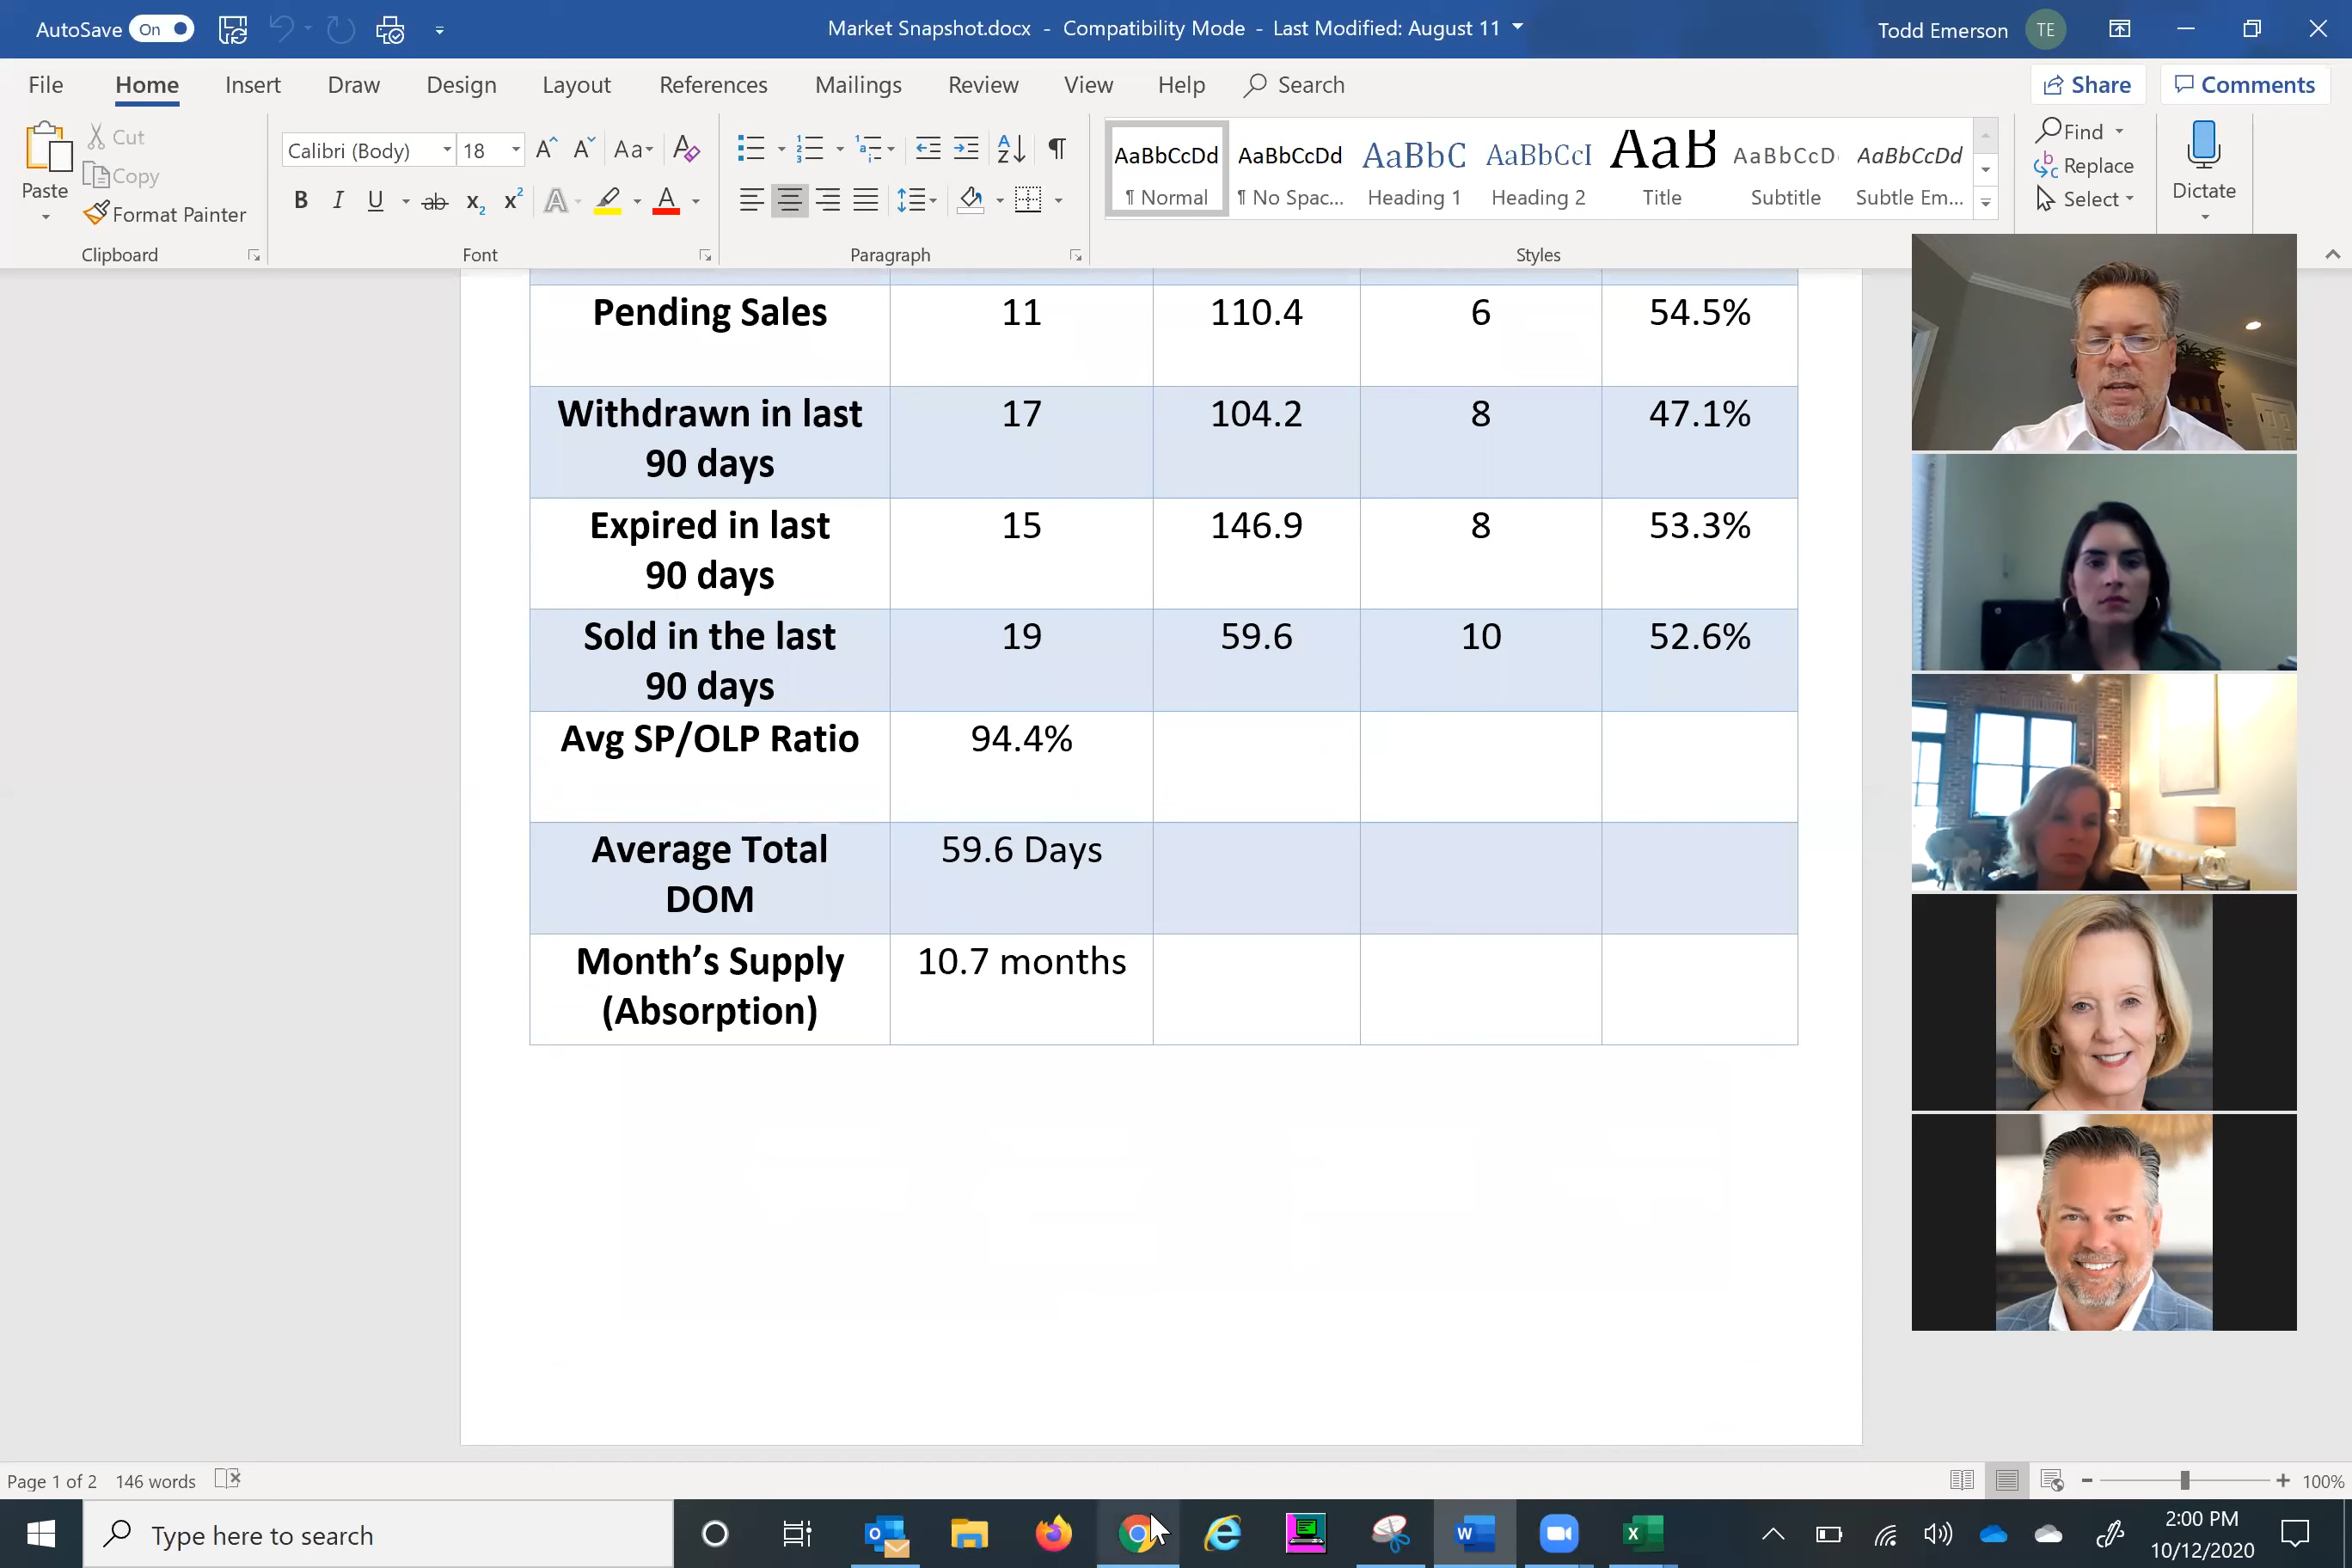 AutoSave On Market Snapshot.docx - Compatibility Mode - Last Modified: August 11 Todd Emerson TE
File Home Insert Draw Design Layout References Mailings Review View Help Search Share Comments
Paste
Cut
Copy
Format Painter
Clipboard
Calibri (Body) 18
Font
Paragraph
AaBbCcDd AaBbCcDd AaBbC AaBbCcI AaB AaBbCcD AaBbCcDd
¶ Normal ¶ No Spac... Heading 1 Heading 2 Title Subtitle Subtle Em...
Styles
Find
Replace
Select
Dictate
Pending Sales 11 110.4 6 54.5%
Withdrawn in last 17 104.2 8 47.1%
90 days
Expired in last 15 146.9 8 53.3%
90 days
Sold in the last 19 59.6 10 52.6%
90 days
Avg SP/OLP Ratio 94.4%
Average Total 59.6 Days
DOM
Month’s Supply 10.7 months
(Absorption)
Page 1 of 2 146 words 100%
Type here to search
2:00 PM
10/12/2020